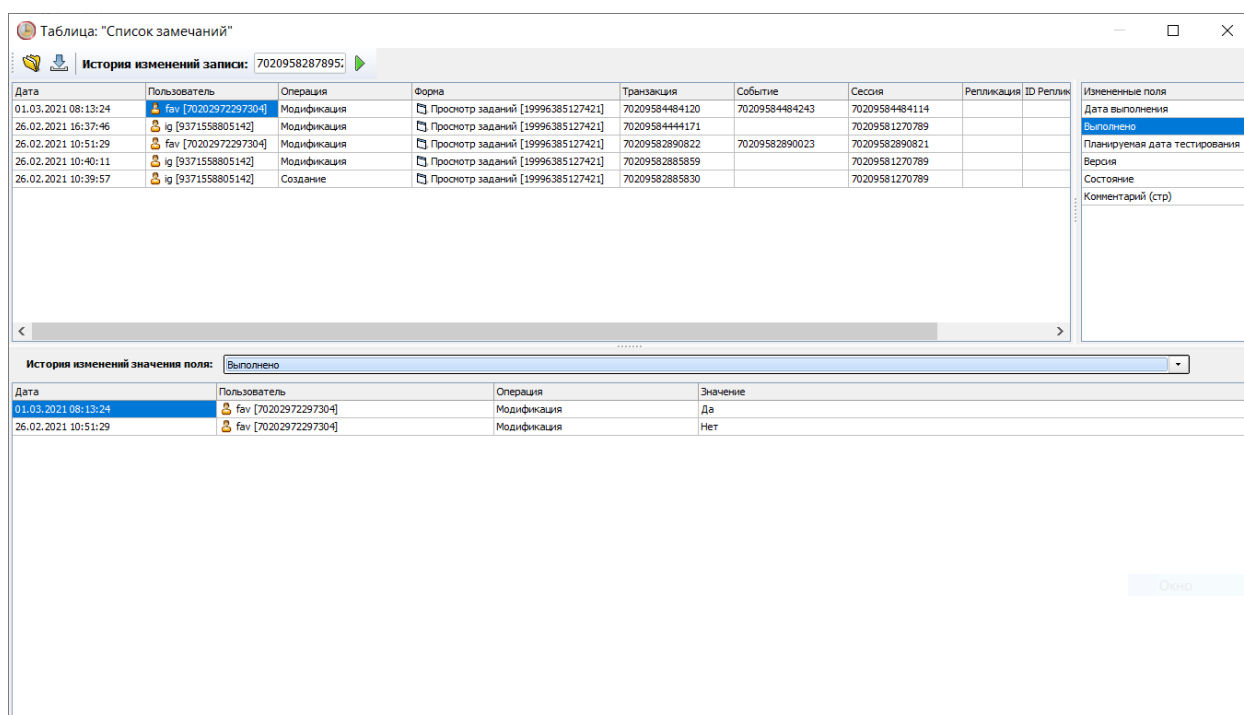 Таблица: "Список замечаний"
История изменений записи: 70209582878952
Дата Пользователь Операция Форма Транзакция Событие Сессия Репликация ID Реплик Измененные поля
01.03.2021 08:13:24 fav [70202972297304] Модификация Просмотр заданий [19996385127421] 70209584484120 70209584484243 70209584484114 Дата выполнения
26.02.2021 16:37:46 ig [9371558805142] Модификация Просмотр заданий [19996385127421] 70209584444171 70209581270789 Выполнено
26.02.2021 10:51:29 fav [70202972297304] Модификация Просмотр заданий [19996385127421] 70209582890822 70209582890023 70209582890821 Планируемая дата тестирования
26.02.2021 10:40:11 ig [9371558805142] Модификация Просмотр заданий [19996385127421] 70209582885859 70209581270789 Версия
26.02.2021 10:39:57 ig [9371558805142] Создание Просмотр заданий [19996385127421] 70209582885830 70209581270789 Состояние
Комментарий (стр)
История изменений значения поля: Выполнено
Дата Пользователь Операция Значение
01.03.2021 08:13:24 fav [70202972297304] Модификация Да
26.02.2021 10:51:29 fav [70202972297304] Модификация Нет
Окно